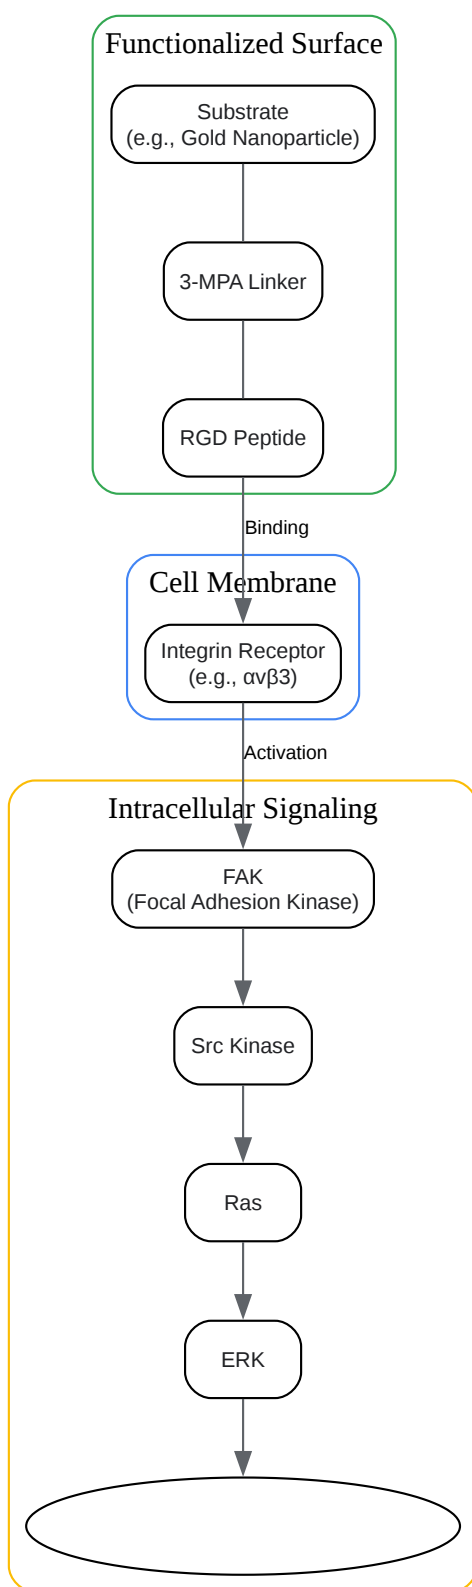 Functionalized Surface
Substrate
(e.g., Gold Nanoparticle)
3-MPA Linker
RGD Peptide
Binding
Cell Membrane
Integrin Receptor
(e.g., αvβ3)
Activation
Intracellular Signaling
FAK
(Focal Adhesion Kinase)
Src Kinase
Ras
ERK